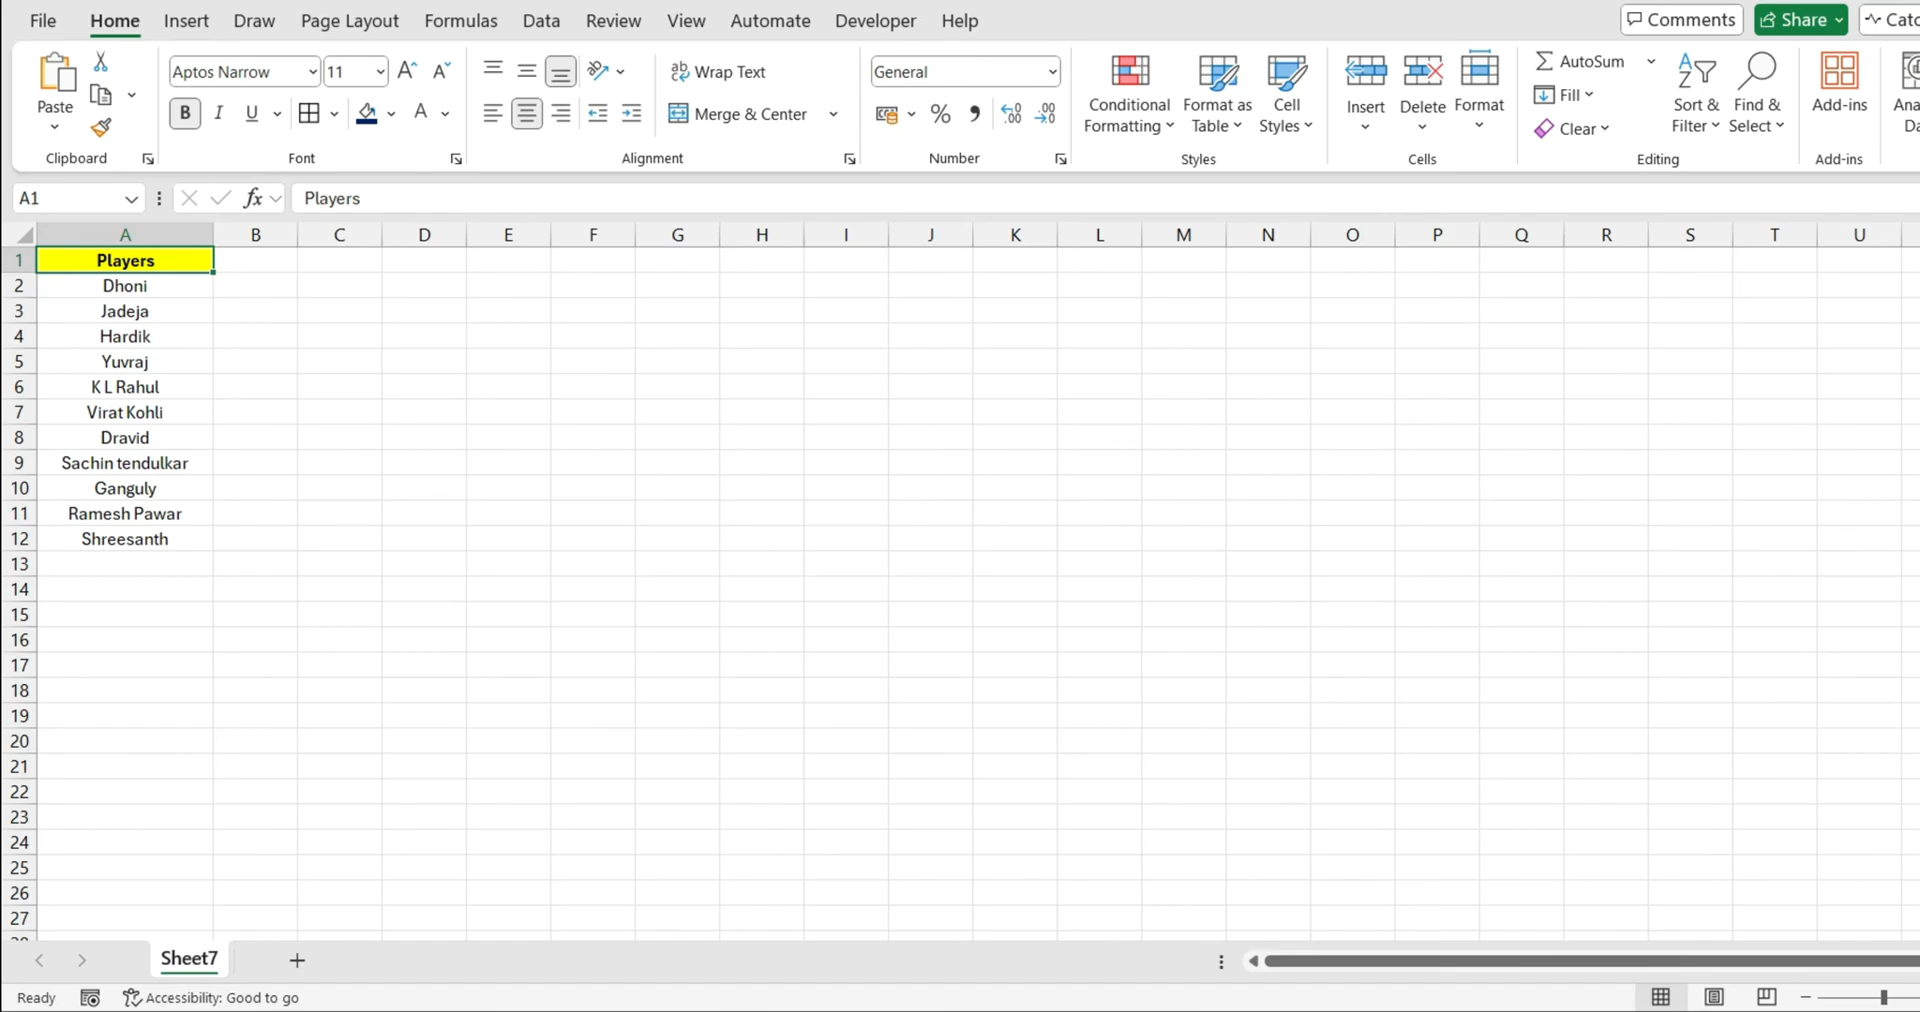 File Home Insert Draw Page Layout Formulas Data Review View Automate Developer Help Comments Share
Aptos Narrow 11 Wrap Text General AutoSum
Paste Conditional Formatting Format as Table Cell Styles Insert Delete Format Fill Sort & Filter Find & Select Add-ins
B I U A Merge & Center % Clear
Clipboard Font Alignment Number Styles Cells Editing Add-ins
A1 fx Players
A B C D E F G H I J K L M N O P Q R S T U
1 Players
2 Dhoni
3 Jadeja
4 Hardik
5 Yuvraj
6 K L Rahul
7 Virat Kohli
8 Dravid
9 Sachin tendulkar
10 Ganguly
11 Ramesh Pawar
12 Shreesanth
13
14
15
16
17
18
19
20
21
22
23
24
25
26
27
Sheet7
Ready Accessibility: Good to go